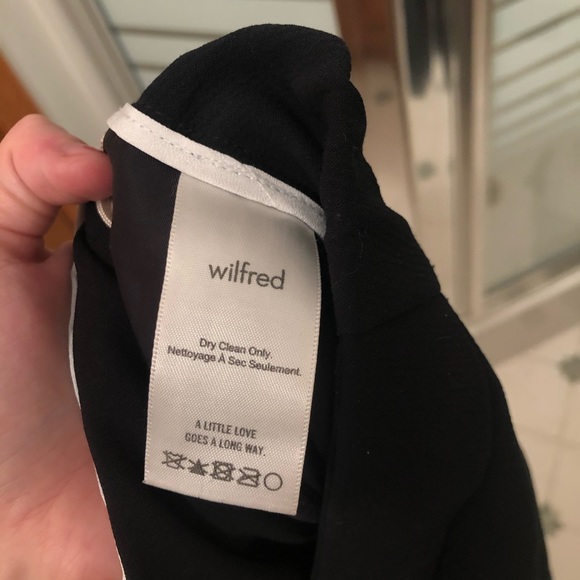 wilfred
Dry Clean Only.
Nettoyage À Sec Seulement.
A LITTLE LOVE
GOES A LONG WAY.